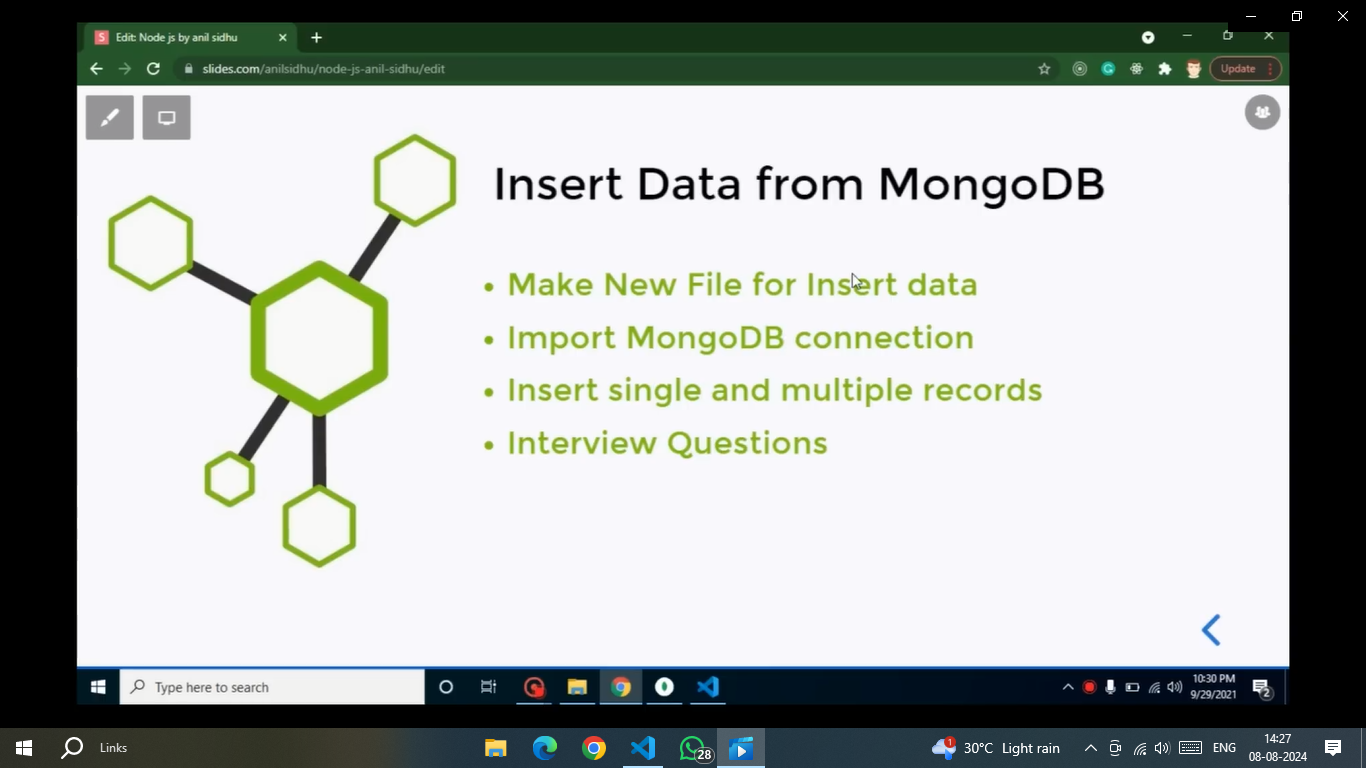 S Edit: Node js by anil sidhu
slides.com/anilsidhu/node-js-anil-sidhu/edit
Update
Insert Data from MongoDB
• Make New File for Insert data
• Import MongoDB connection
• Insert single and multiple records
• Interview Questions
Type here to search
10:30 PM
9/29/2021
2
Links
28
1
30°C Light rain
ENG
14:27
08-08-2024